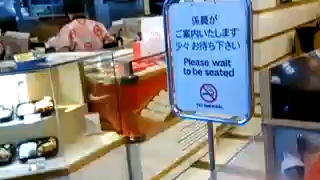 係員が
ご案内いたします
少々お待ち下さい
Please wait
to be seated
NO SMOKING